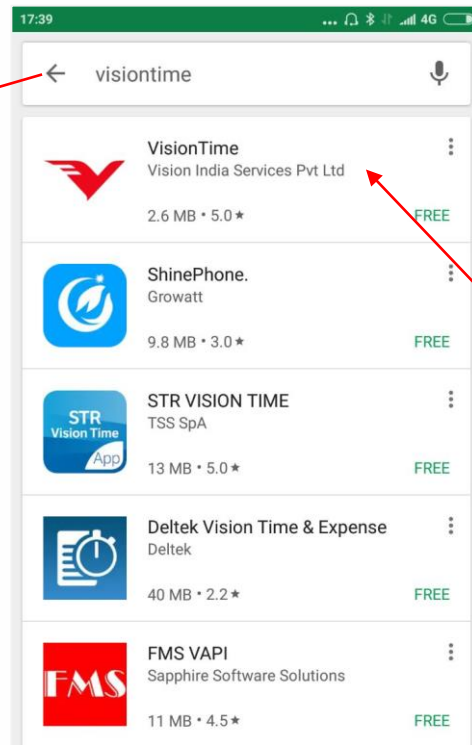 17:39 ... 4G
visiontime
VisionTime
Vision India Services Pvt Ltd
2.6 MB • 5.0★ FREE
ShinePhone.
Growatt
9.8 MB • 3.0★ FREE
STR
Vision Time
App
STR VISION TIME
TSS SpA
13 MB • 5.0★ FREE
Deltek Vision Time & Expense
Deltek
40 MB • 2.2★ FREE
FMS
FMS VAPI
Sapphire Software Solutions
11 MB • 4.5★ FREE